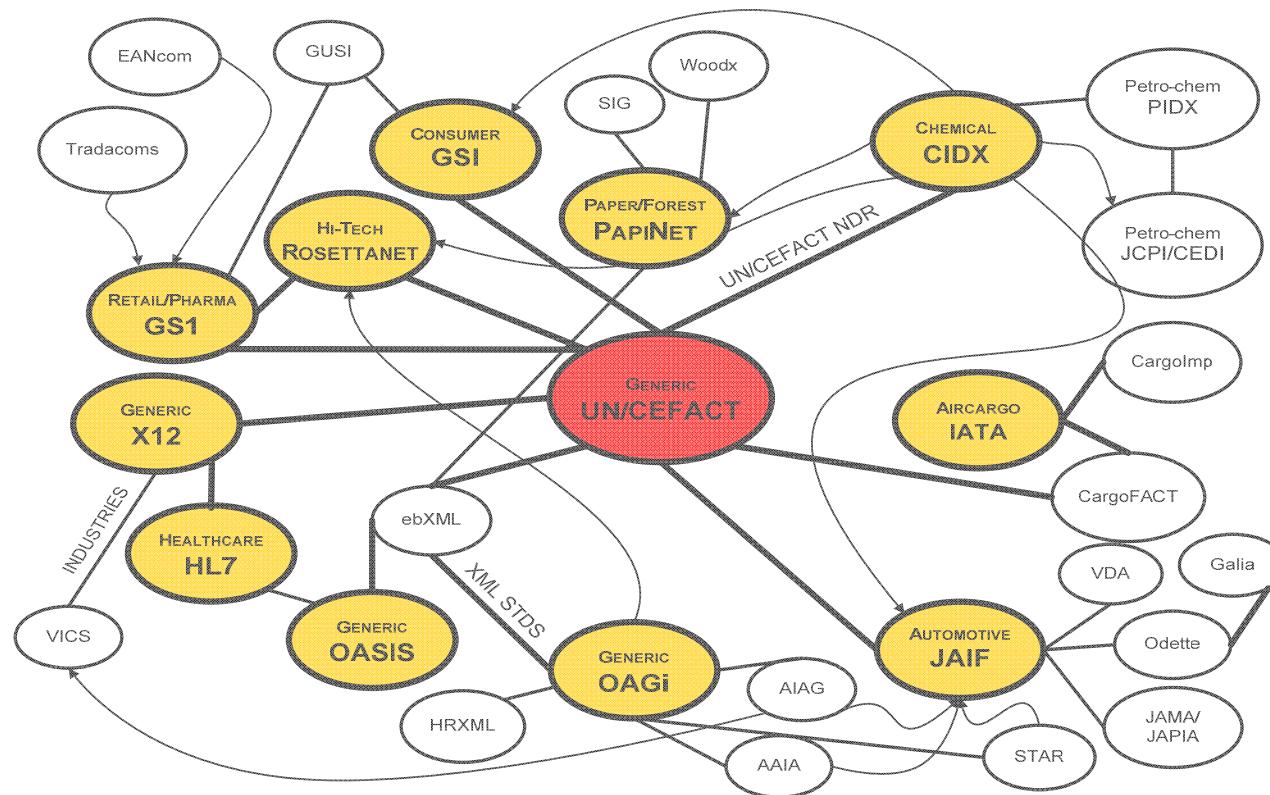 EANcom
GUSI
Woodx
SIG
Tradacoms
CONSUMER
GSI
CHEMICAL
CIDX
Petro-chem
PIDX
PAPER/FOREST
PAPINET
HI-TECH
ROSETTANET
UN/CEFACT NDR
Petro-chem
JCPI/CEDI
RETAIL/PHARMA
GS1
GENERIC
UN/CEFACT
CargoImp
GENERIC
X12
AIRCARGO
IATA
CargoFACT
ebXML
INDUSTRIES
HEALTHCARE
HL7
XML STDS
VDA
Galia
VICS
GENERIC
OASIS
GENERIC
OAGi
AUTOMOTIVE
JAIF
Odette
HRXML
AIAG
JAMA/
JAPIA
AAIA
STAR